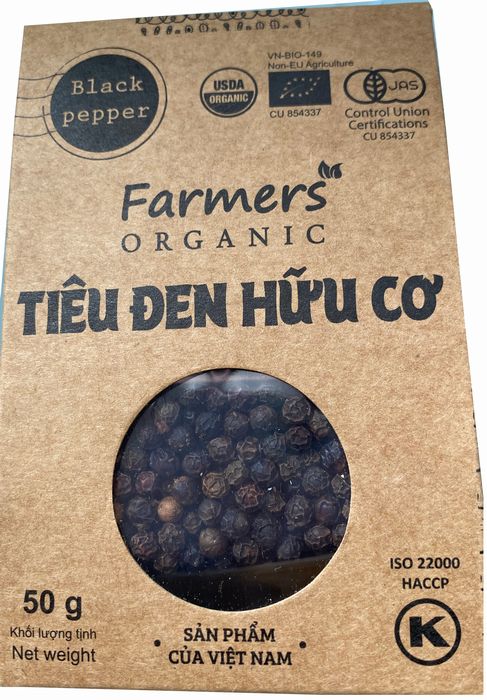 Black
pepper
USDA
ORGANIC
VN-BIO-149
Non-EU Agriculture
CU 854337
JAS
Control Union
Certifications
CU 854337
Farmers
ORGANIC
TIÊU ĐEN HỮU CƠ
50 g
Khối lượng tịnh
Net weight
• SẢN PHẨM •
CỦA VIỆT NAM
ISO 22000
HACCP
K